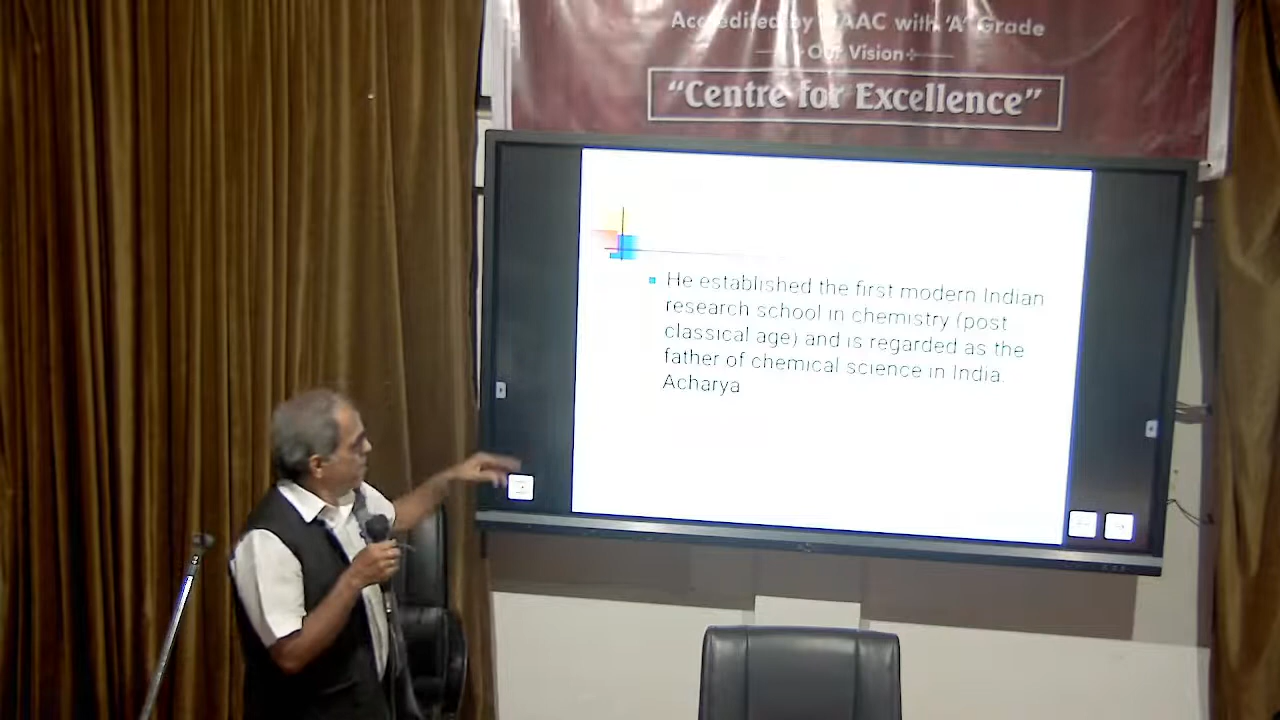 Accredited by NAAC with 'A' Grade
Our Vision
"Centre for Excellence"
He established the first modern Indian
research school in chemistry (post
classical age) and is regarded as the
father of chemical science in India.
Acharya